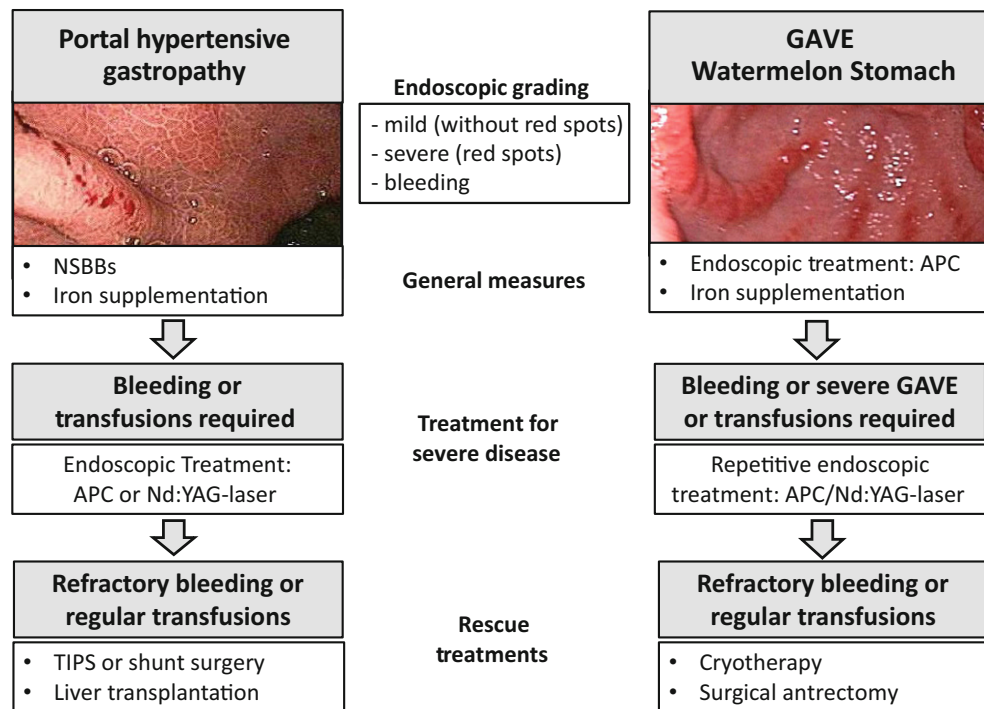 Portal hypertensive
gastropathy
Endoscopic grading
- mild (without red spots)
- severe (red spots)
- bleeding
GAVE
Watermelon Stomach
• NSBBs
• Iron supplementation
General measures
• Endoscopic treatment: APC
• Iron supplementation
Bleeding or
transfusions required
Treatment for
severe disease
Bleeding or severe GAVE
or transfusions required
Endoscopic Treatment:
APC or Nd:YAG-laser
Repetitive endoscopic
treatment: APC/Nd:YAG-laser
Refractory bleeding or
regular transfusions
Rescue
treatments
Refractory bleeding or
regular transfusions
• TIPS or shunt surgery
• Liver transplantation
• Cryotherapy
• Surgical antrectomy